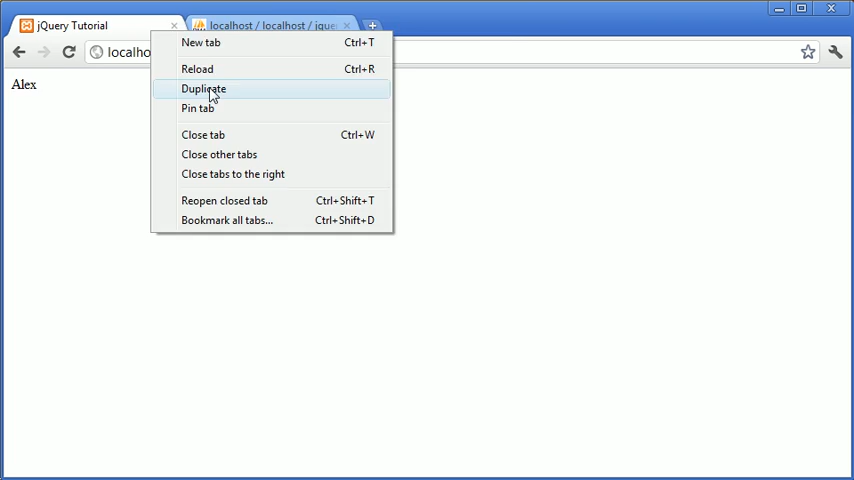 jQuery Tutorial
localhost / localhost / jque
localho
New tab Ctrl+T
Reload Ctrl+R
Alex
Duplicate
Pin tab
Close tab Ctrl+W
Close other tabs
Close tabs to the right
Reopen closed tab Ctrl+Shift+T
Bookmark all tabs... Ctrl+Shift+D